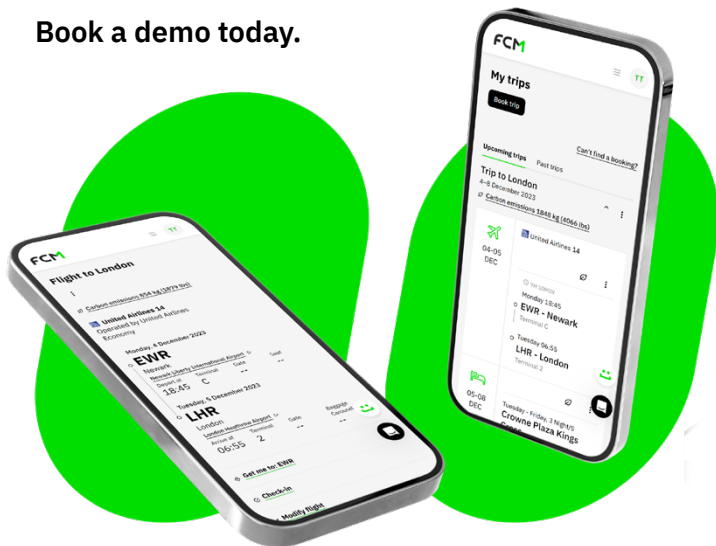 Book a demo today.
FCM
TT
My trips
Book trip
Can't find a booking?
Upcoming trips
Past trips
Trip to London
4–8 December 2023
Carbon emissions 1848 kg (4066 lbs)
04-05
DEC
United Airlines 14
Monday 18:45
EWR - Newark
Terminal C
Tuesday 06:55
LHR - London
Terminal 2
05-08
DEC
Tuesday - Friday, 3 Night/s
Crowne Plaza Kings
Cross
FCM
TT
Flight to London
Carbon emissions 854 kg (1879 lbs)
United Airlines 14
Operated by United Airlines
Economy
Monday, 4 December 2023
EWR
Newark
Newark Liberty International Airport
Depart at Terminal Gate Seat
18:45 C -- --
Tuesday, 5 December 2023
LHR
London
London Heathrow Airport
Arrive at Terminal Gate Baggage
Carousel
06:55 2 -- --
Get me to: EWR
Check-in
Modify flight